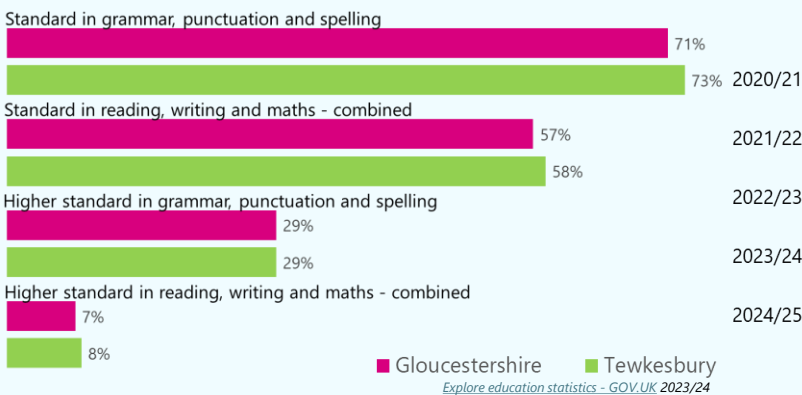 Standard in grammar, punctuation and spelling
71%
73%
2020/21
Standard in reading, writing and maths - combined
57%
2021/22
58%
2022/23
Higher standard in grammar, punctuation and spelling
29%
29%
2023/24
Higher standard in reading, writing and maths - combined
7%
2024/25
8%
Gloucestershire Tewkesbury
Explore education statistics - GOV.UK 2023/24